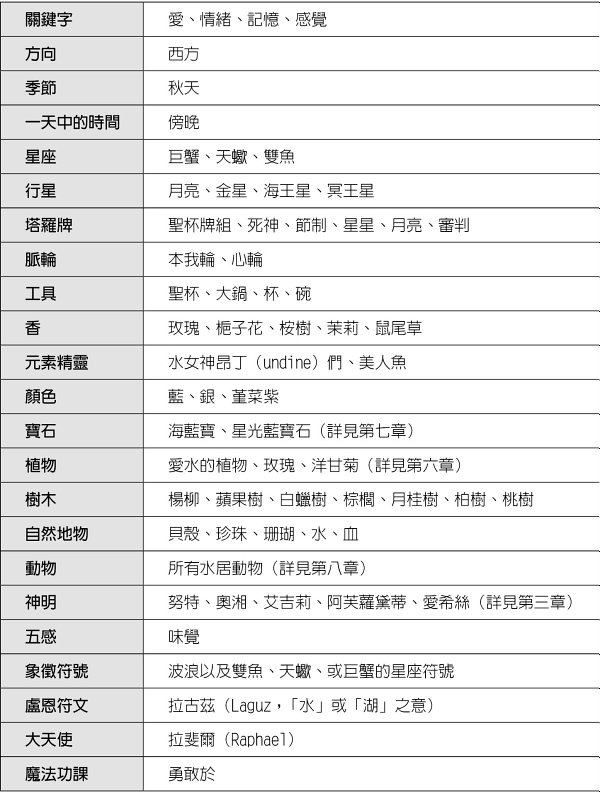 關鍵字 愛、情緒、記憶、感覺
方向 西方
季節 秋天
一天中的時間 傍晚
星座 巨蟹、天蠍、雙魚
行星 月亮、金星、海王星、冥王星
塔羅牌 聖杯牌組、死神、節制、星星、月亮、審判
脈輪 本我輪、心輪
工具 聖杯、大鍋、杯、碗
香 玫瑰、梔子花、桉樹、茉莉、鼠尾草
元素精靈 水女神昂丁（undine）們、美人魚
顏色 藍、銀、堇菜紫
寶石 海藍寶、星光藍寶石（詳見第七章）
植物 愛水的植物、玫瑰、洋甘菊（詳見第六章）
樹木 楊柳、蘋果樹、白蠟樹、棕櫚、月桂樹、柏樹、桃樹
自然地物 貝殼、珍珠、珊瑚、水、血
動物 所有水居動物（詳見第八章）
神明 努特、奧湘、艾吉莉、阿芙蘿黛蒂、愛希絲（詳見第三章）
五感 味覺
象徵符號 波浪以及雙魚、天蠍、或巨蟹的星座符號
盧恩符文 拉古茲（Laguz，「水」或「湖」之意）
大天使 拉斐爾（Raphael）
魔法功課 勇敢於